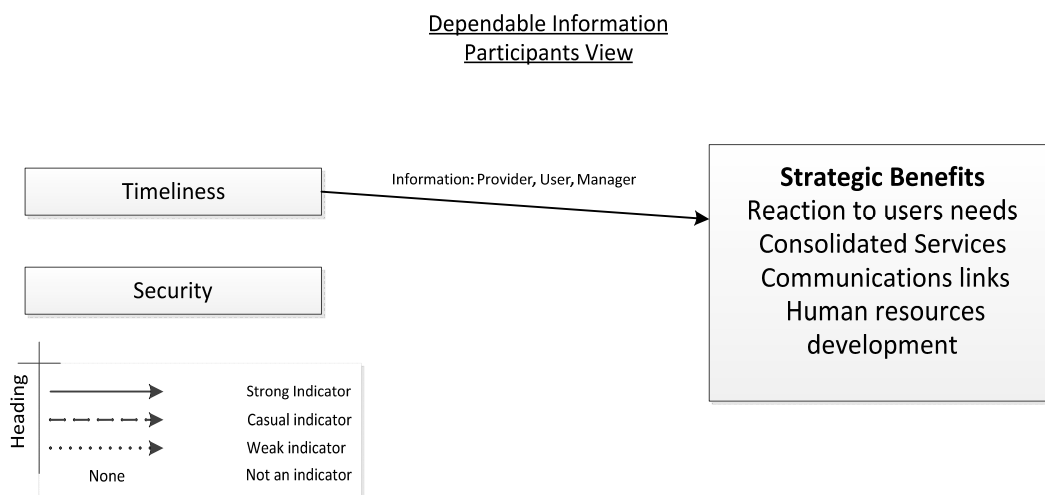 Dependable Information
Participants View
Timeliness
Information: Provider, User, Manager
Strategic Benefits
Reaction to users needs
Consolidated Services
Communications links
Human resources
development
Security
Heading
Strong Indicator
Casual indicator
Weak indicator
None Not an indicator